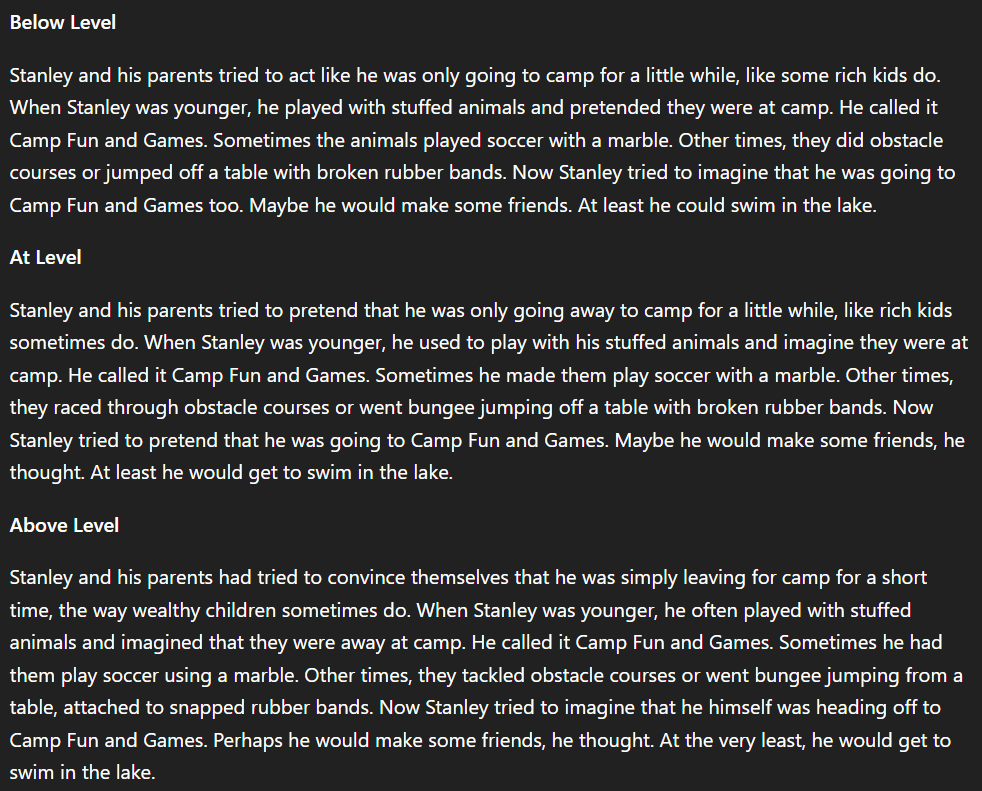 Below Level
Stanley and his parents tried to act like he was only going to camp for a little while, like some rich kids do.
When Stanley was younger, he played with stuffed animals and pretended they were at camp. He called it
Camp Fun and Games. Sometimes the animals played soccer with a marble. Other times, they did obstacle
courses or jumped off a table with broken rubber bands. Now Stanley tried to imagine that he was going to
Camp Fun and Games too. Maybe he would make some friends. At least he could swim in the lake.
At Level
Stanley and his parents tried to pretend that he was only going away to camp for a little while, like rich kids
sometimes do. When Stanley was younger, he used to play with his stuffed animals and imagine they were at
camp. He called it Camp Fun and Games. Sometimes he made them play soccer with a marble. Other times,
they raced through obstacle courses or went bungee jumping off a table with broken rubber bands. Now
Stanley tried to pretend that he was going to Camp Fun and Games. Maybe he would make some friends, he
thought. At least he would get to swim in the lake.
Above Level
Stanley and his parents had tried to convince themselves that he was simply leaving for camp for a short
time, the way wealthy children sometimes do. When Stanley was younger, he often played with stuffed
animals and imagined that they were away at camp. He called it Camp Fun and Games. Sometimes he had
them play soccer using a marble. Other times, they tackled obstacle courses or went bungee jumping from a
table, attached to snapped rubber bands. Now Stanley tried to imagine that he himself was heading off to
Camp Fun and Games. Perhaps he would make some friends, he thought. At the very least, he would get to
swim in the lake.